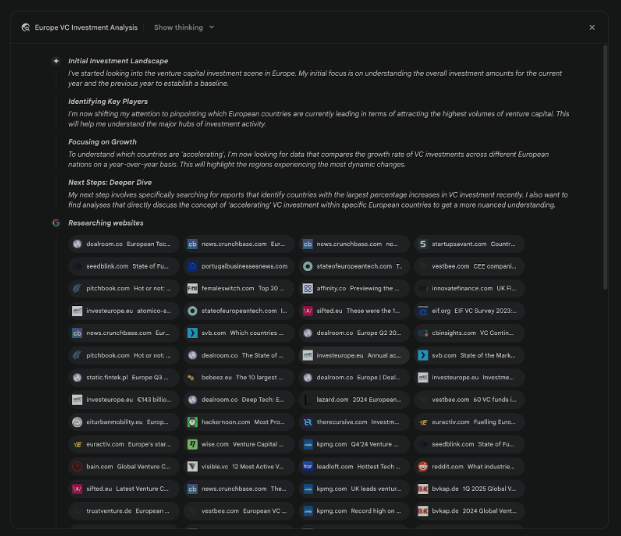 Europe VC Investment Analysis Show thinking
Initial Investment Landscape
I've started looking into the venture capital investment scene in Europe. My initial focus is on understanding the overall investment amounts for the current
year and the previous year to establish a baseline.
Identifying Key Players
I'm now shifting my attention to pinpointing which European countries are currently leading in terms of attracting the highest volumes of venture capital. This
will help me understand the major hubs of investment activity.
Focusing on Growth
To understand which countries are 'accelerating', I'm now looking for data that compares the growth rate of VC investments across different European
nations on a year-over-year basis. This will highlight the regions experiencing the most dynamic changes.
Next Steps: Deeper Dive
My next step involves specifically searching for reports that identify countries with the largest percentage increases in VC investment recently. I also want to
find analyses that directly discuss the concept of 'accelerating' VC investment within specific European countries to get a more nuanced understanding.
Researching websites
dealroom.co European Tec... news.crunchbase.com Eur... news.crunchbase.com no... startupsavant.com Countr...
seedblink.com State of Fu... portugalbusinessesnews.com stateofeuropeantech.com T... vestbee.com CEE compani...
pitchbook.com Hot or not: ... femaleswitch.com Top 20 ... affinity.co Previewing the ... innovatefinance.com UK Fi...
investeurope.eu atomico-s... stateofeuropeantech.com I... sifted.eu These were the 1... eif.org EIF VC Survey 2023:...
news.crunchbase.com Eur... svb.com Which countries ... dealroom.co Europe Q2 20... cbinsights.com VC Contin...
pitchbook.com Hot or not: ... dealroom.co The State of ... investeurope.eu Annual ac... svb.com State of the Mark...
static.fintek.pl Europe Q3 ... bebeez.eu The 10 largest ... dealroom.co Europe | Deal... investeurope.eu Investme...
investeurope.eu €143 billio... dealroom.co Deep Tech: E... lazard.com 2024 European... vestbee.com 60 VC funds i...
eiturbanmobility.eu Europ... hackernoon.com Most Pro... therecursive.com Investm... euractiv.com Fuelling Euro...
euractiv.com Europe's star... wise.com Venture Capital ... kpmg.com Q4'24 Venture ... seedblink.com State of Fu...
bain.com Global Venture C... visible.vc 12 Most Active V... leadloft.com Hottest Tech ... reddit.com What industrie...
sifted.eu Latest Venture C... news.crunchbase.com The... kpmg.com UK leads ventur... bvkap.de 1Q 2025 Global V...
trustventure.de European ... vestbee.com European VC ... kpmg.com Record high on ... bvkap.de 2024 Global Vent...